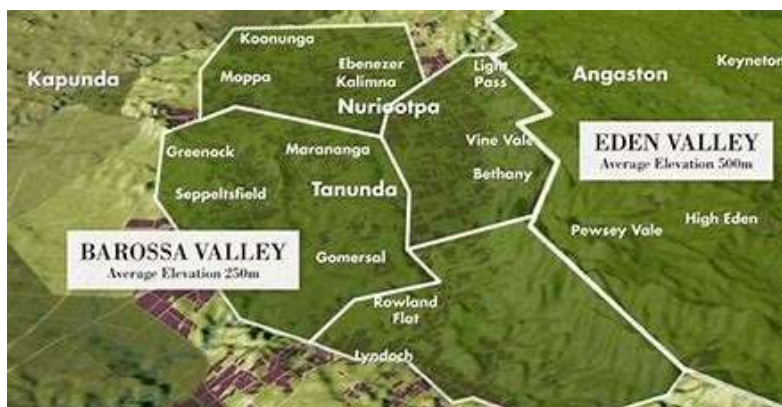 Koonunga
Kapunda
Moppa
Ebenezer
Kalimna
Light
Pass
Angaston
Keyneton
Nuriootpa
Greenock
Marananga
Vine Vale
EDEN VALLEY
Average Elevation 500m
Seppeltsfield
Tanunda
Bethany
BAROSSA VALLEY
Average Elevation 250m
Gomersal
Pewsey Vale
High Eden
Rowland
Flat
Lyndoch